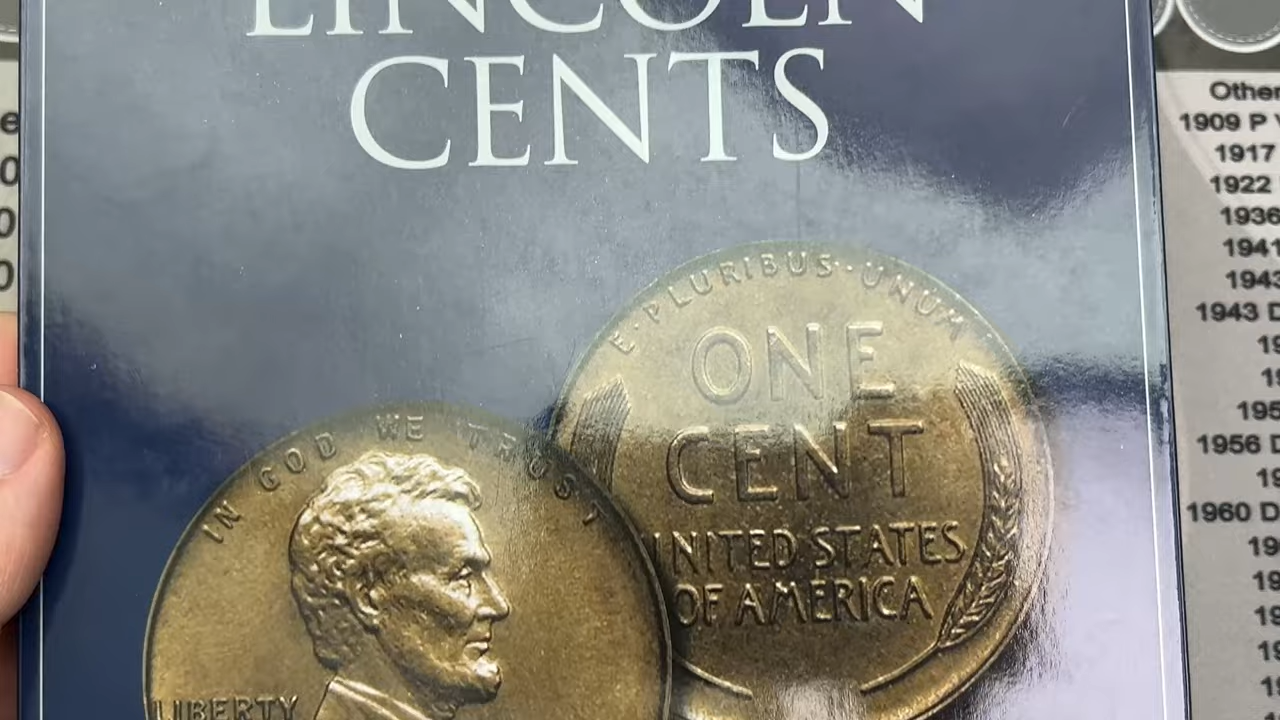 LINCOLN
CENTS
E·PLURIBUS·UNUM
ONE
CENT
UNITED STATES
OF AMERICA
IN GOD WE TRUST
LIBERTY
Other
1909 P
1917
1922
1936
1941
1943
1943 D
1956 D
1960 D